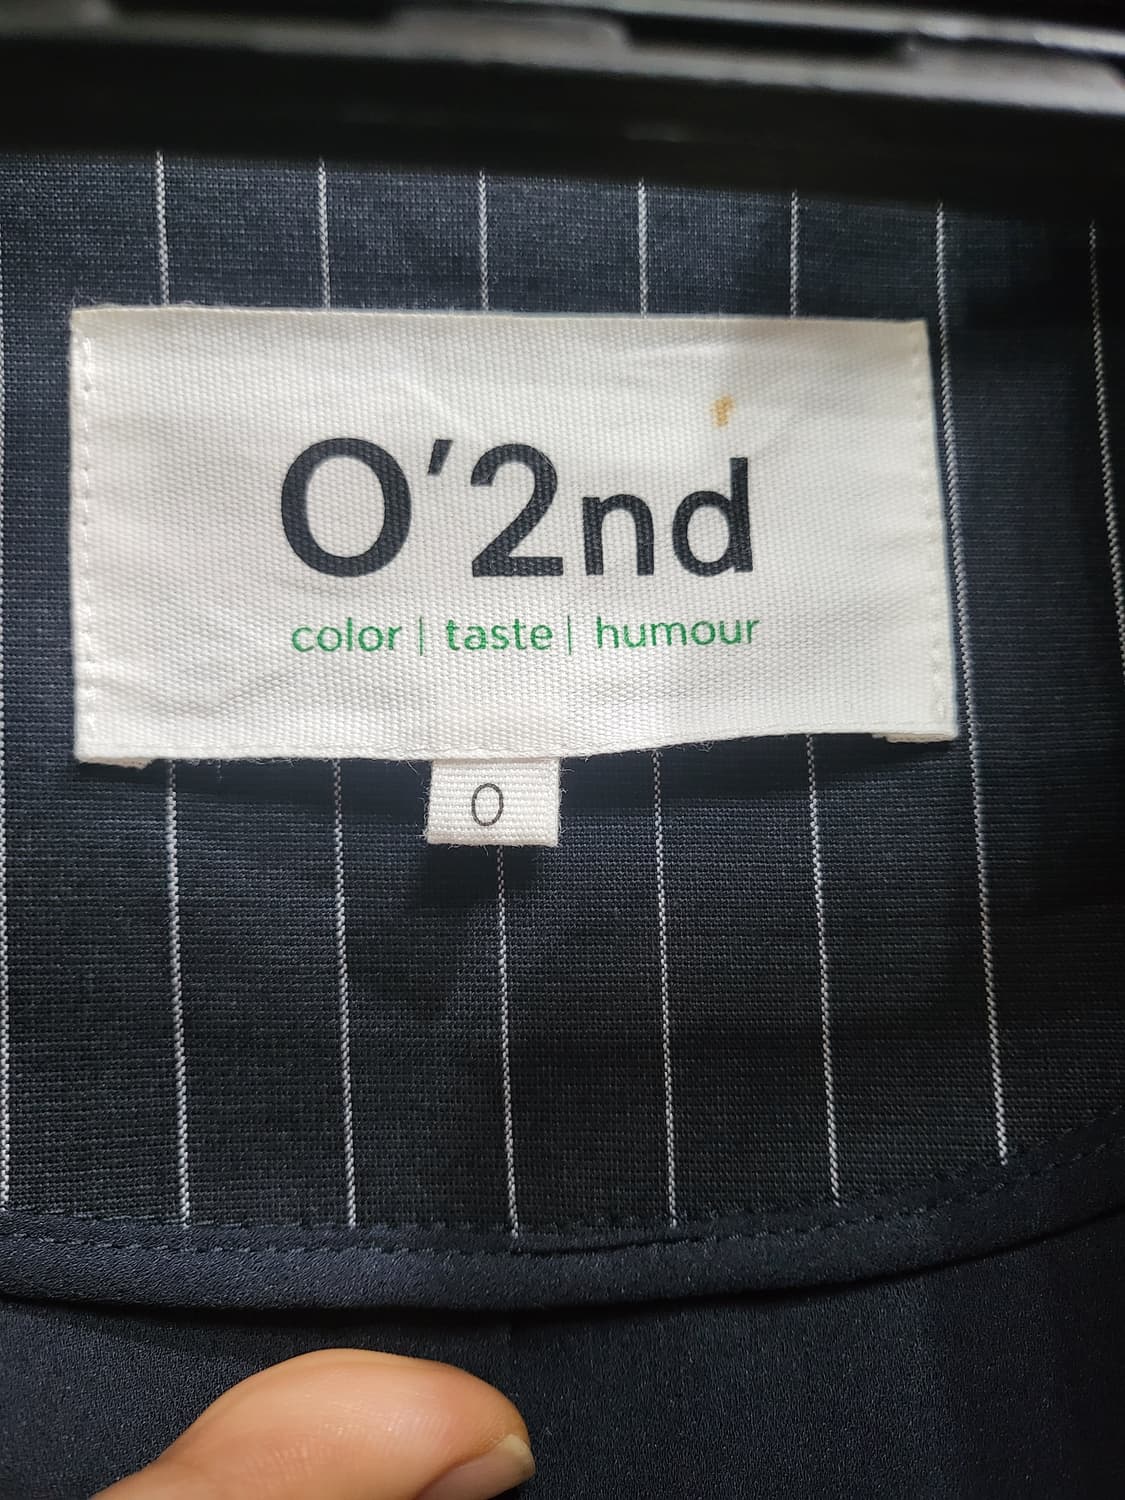 O'2nd
color | taste | humour
0